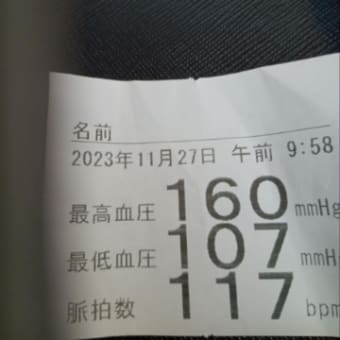 名前
2023年11月27日 午前 9:58
最高血圧 160 mmHg
最低血圧 107 mmHg
脈拍数 117 bpm